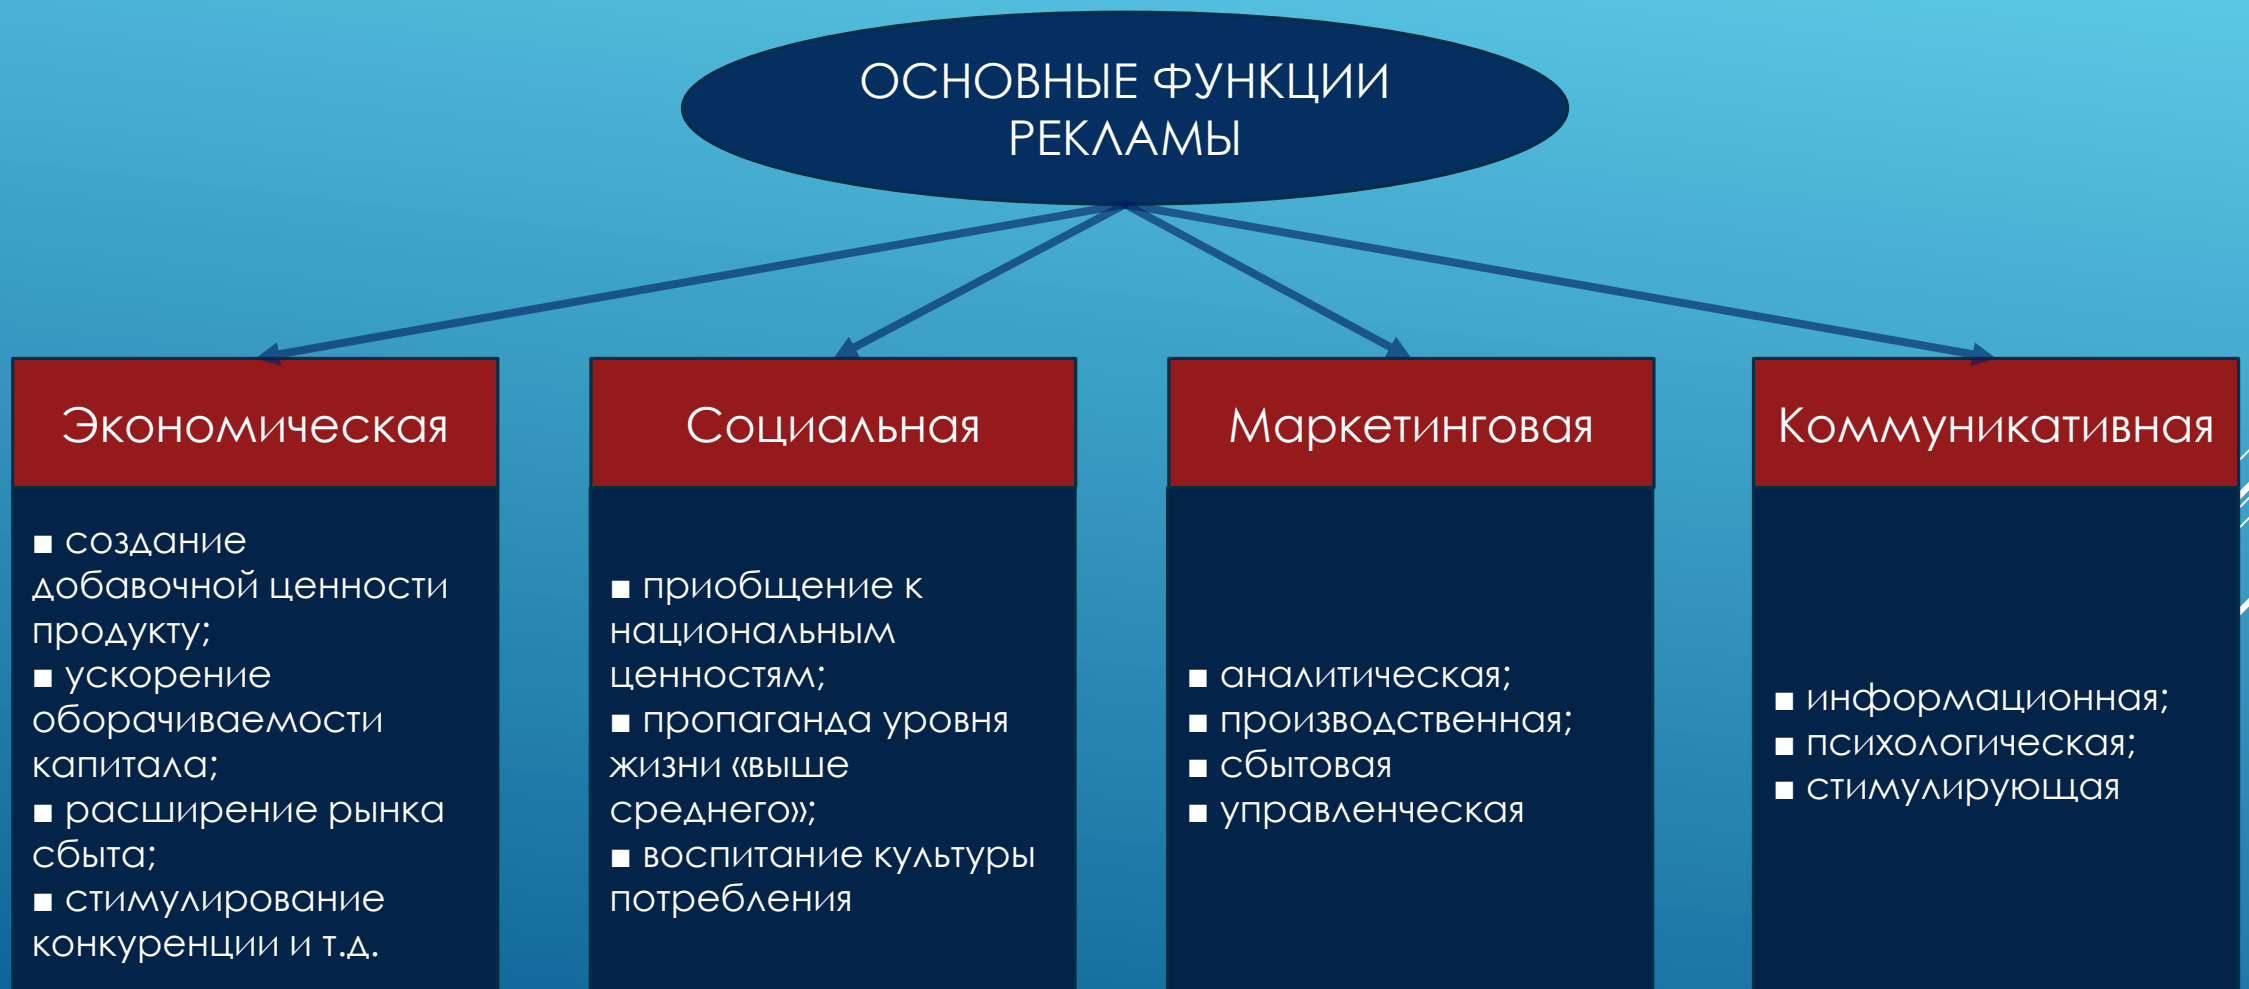 ОСНОВНЫЕ ФУНКЦИИ
РЕКЛАМЫ
Экономическая
■ создание
добавочной ценности
продукту;
■ ускорение
оборачиваемости
капитала;
■ расширение рынка
сбыта;
■ стимулирование
конкуренции и т.д.
Социальная
■ приобщение к
национальным
ценностям;
■ пропаганда уровня
жизни «выше
среднего»;
■ воспитание культуры
потребления
Маркетинговая
■ аналитическая;
■ производственная;
■ сбытовая
■ управленческая
Коммуникативная
■ информационная;
■ психологическая;
■ стимулирующая